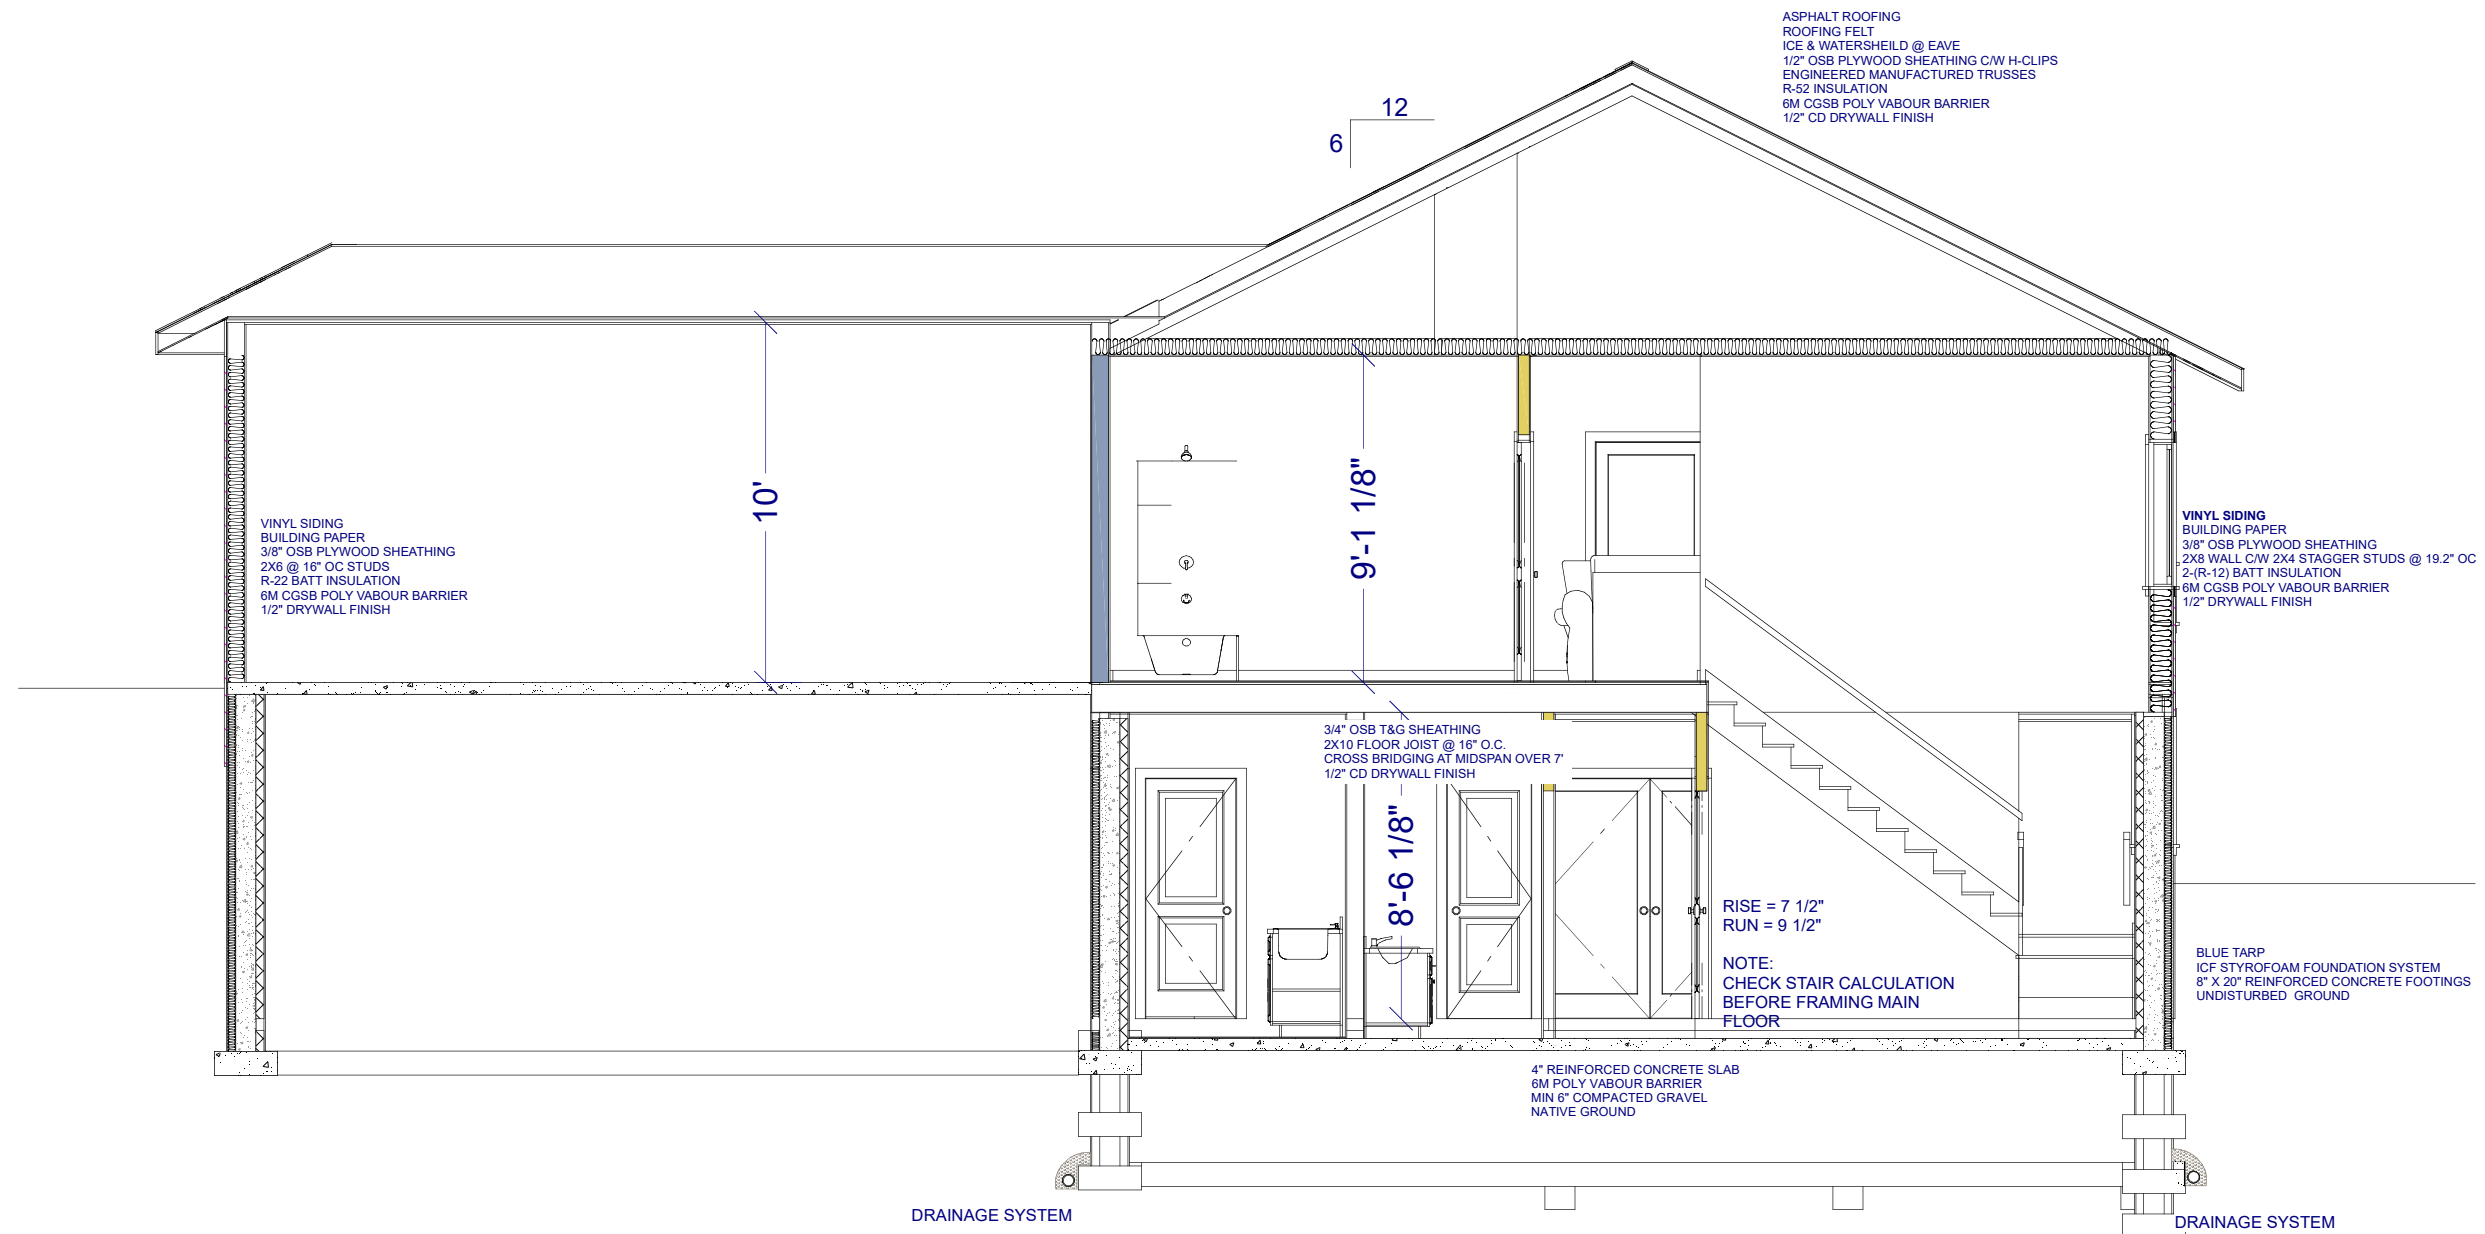 ASPHALT ROOFING
ROOFING FELT
ICE & WATERSHEILD @ EAVE
1/2" OSB PLYWOOD SHEATHING C/W H-CLIPS
ENGINEERED MANUFACTURED TRUSSES
R-52 INSULATION
6M CGSB POLY VABOUR BARRIER
1/2" CD DRYWALL FINISH
12
6
10'
9'-1 1/8"
VINYL SIDING
BUILDING PAPER
3/8" OSB PLYWOOD SHEATHING
2X6 @ 16" OC STUDS
R-22 BATT INSULATION
6M CGSB POLY VABOUR BARRIER
1/2" DRYWALL FINISH
VINYL SIDING
BUILDING PAPER
3/8" OSB PLYWOOD SHEATHING
2X8 WALL C/W 2X4 STAGGER STUDS @ 19.2" OC
2-(R-12) BATT INSULATION
6M CGSB POLY VABOUR BARRIER
1/2" DRYWALL FINISH
3/4" OSB T&G SHEATHING
2X10 FLOOR JOIST @ 16" O.C.
CROSS BRIDGING AT MIDSPAN OVER 7'
1/2" CD DRYWALL FINISH
8'-6 1/8"
RISE = 7 1/2"
RUN = 9 1/2"
NOTE:
CHECK STAIR CALCULATION
BEFORE FRAMING MAIN
FLOOR
BLUE TARP
ICF STYROFOAM FOUNDATION SYSTEM
8" X 20" REINFORCED CONCRETE FOOTINGS
UNDISTURBED GROUND
4" REINFORCED CONCRETE SLAB
6M POLY VABOUR BARRIER
MIN 6" COMPACTED GRAVEL
NATIVE GROUND
DRAINAGE SYSTEM
DRAINAGE SYSTEM